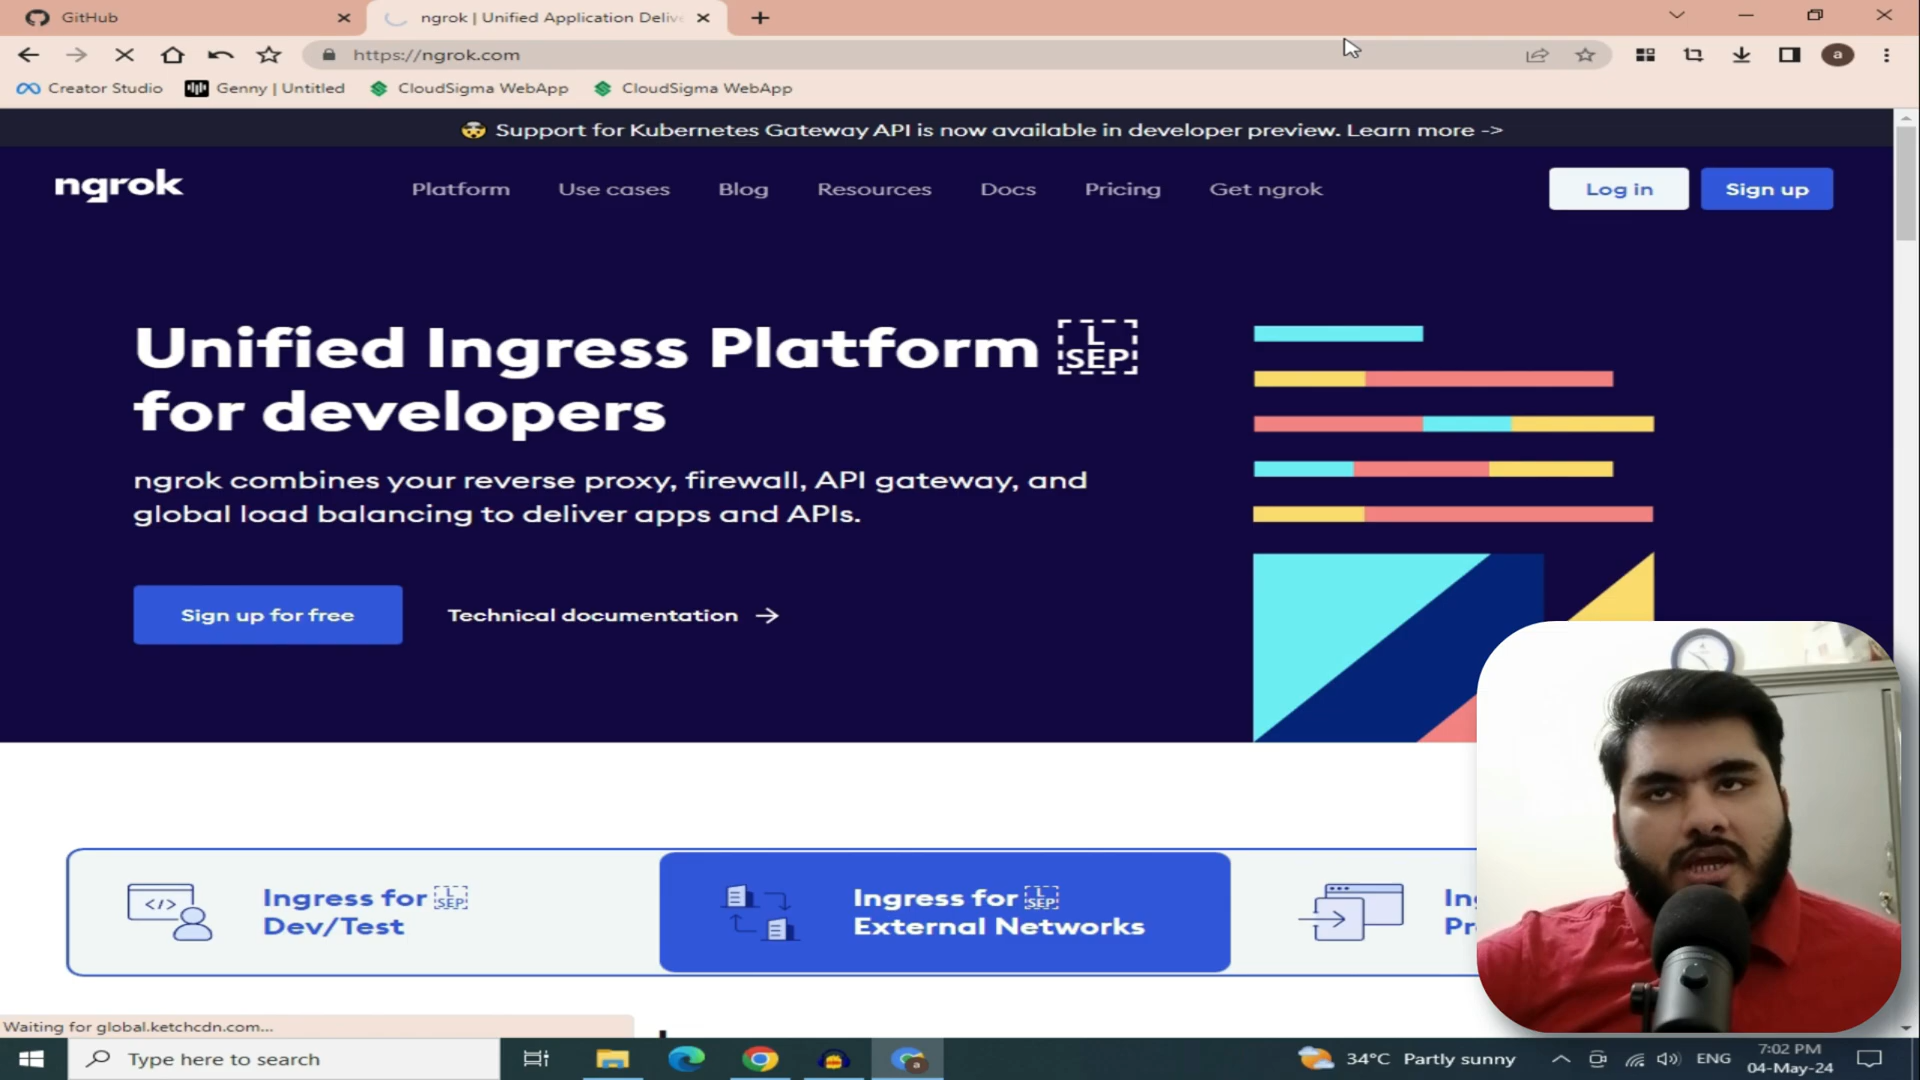 GitHub
ngrok | Unified Application Deliv
https://ngrok.com
a
Creator Studio
Genny | Untitled
CloudSigma WebApp
CloudSigma WebApp
Support for Kubernetes Gateway API is now available in developer preview. Learn more ->
ngrok
Platform
Use cases
Blog
Resources
Docs
Pricing
Get ngrok
Log in
Sign up
Unified Ingress Platform L SEP
for developers
ngrok combines your reverse proxy, firewall, API gateway, and
global load balancing to deliver apps and APIs.
Sign up for free
Technical documentation →
Ingress for L SEP
Dev/Test
Ingress for L SEP
External Networks
Waiting for global.ketchcdn.com...
Type here to search
34°C Partly sunny
ENG
7:02 PM
04-May-24